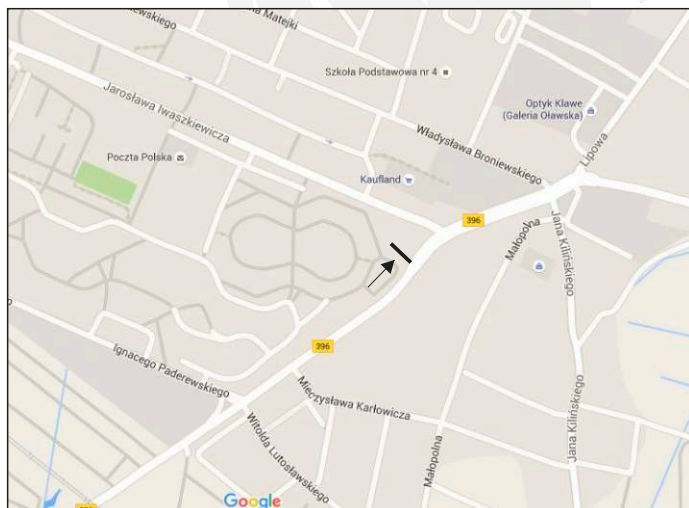 Matejki
Szkoła Podstawowa nr 4
Optyk Klawe
(Galeria Oławska)
Jarosława Iwaszkiewicza
Władysława Broniewskiego
Lipowa
Poczta Polska
Kaufland
396
Małopolna
Jana Kilińskiego
396
Ignacego Paderewskiego
Mieczysława Karłowicza
Witolda Lutosławskiego
Małopolna
Jana Kilińskiego
Google